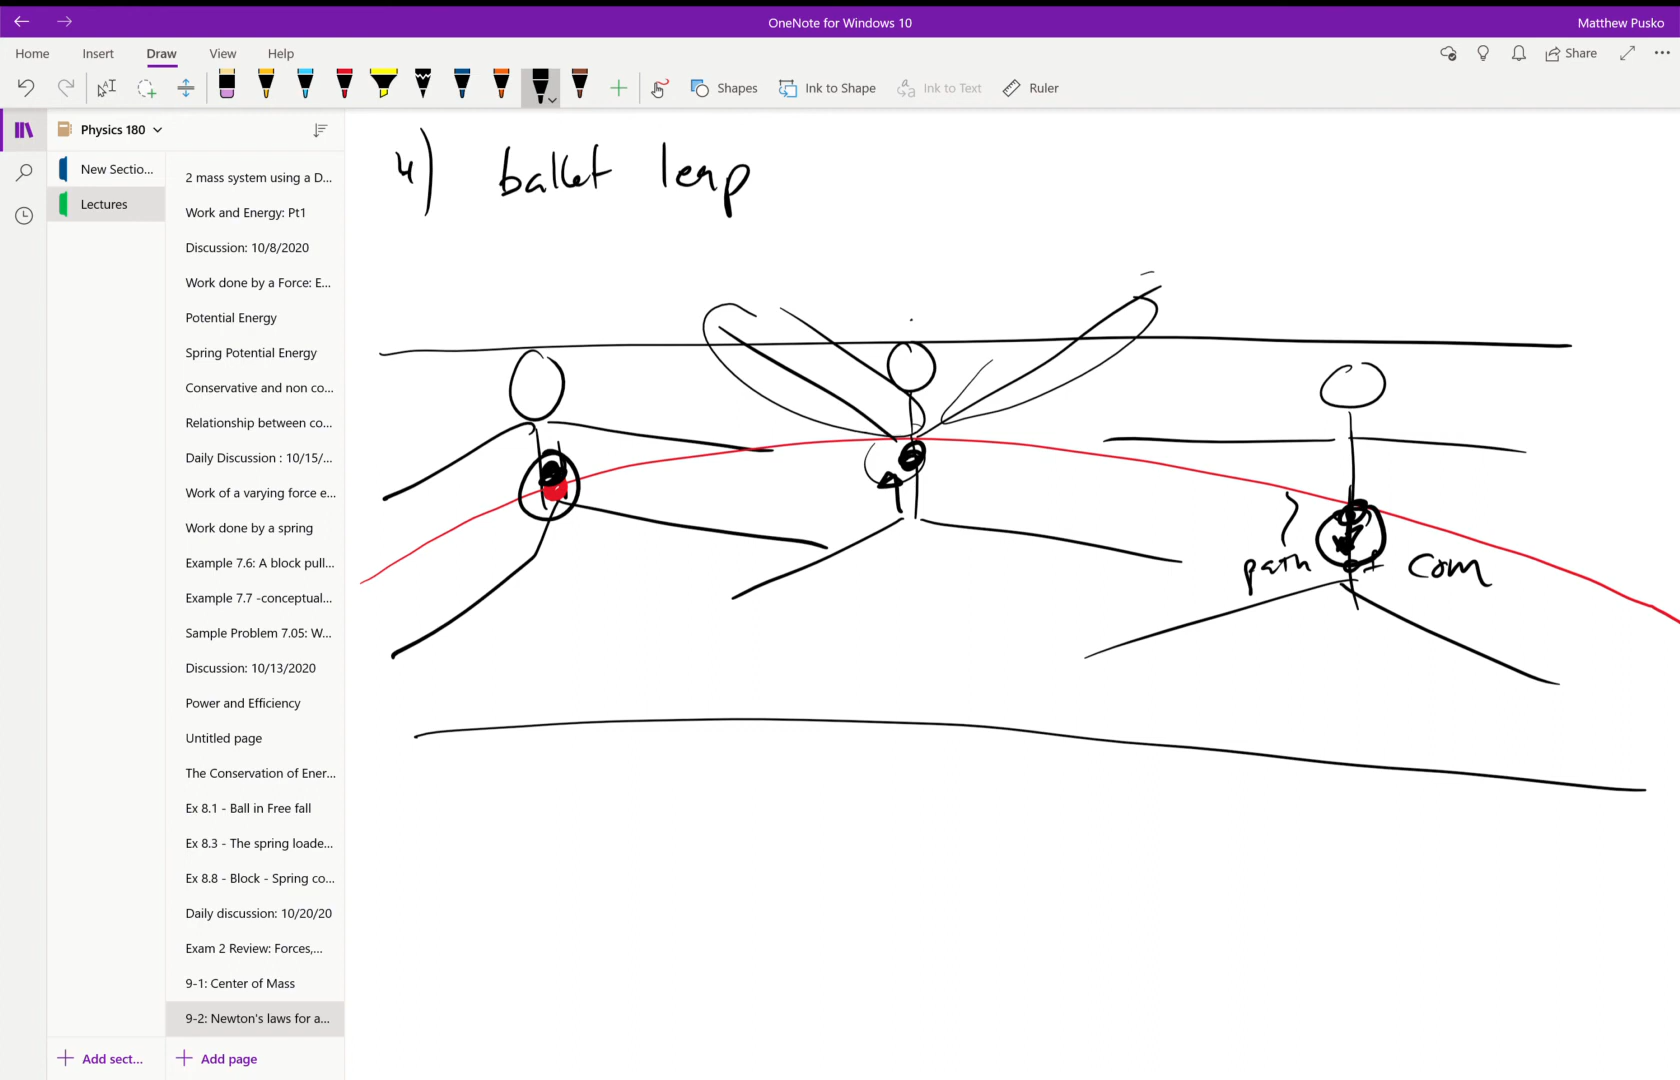 OneNote for Windows 10
Matthew Pusko
Home Insert Draw View Help
Share
Shapes Ink to Shape Ink to Text Ruler
Physics 180
New Sectio...
Lectures
2 mass system using a D...
Work and Energy: Pt1
Discussion: 10/8/2020
Work done by a Force: E...
Potential Energy
Spring Potential Energy
Conservative and non co...
Relationship between co...
Daily Discussion : 10/15/...
Work of a varying force e...
Work done by a spring
Example 7.6: A block pull...
Example 7.7 -conceptual...
Sample Problem 7.05: W...
Discussion: 10/13/2020
Power and Efficiency
Untitled page
The Conservation of Ener...
Ex 8.1 - Ball in Free fall
Ex 8.3 - The spring loade...
Ex 8.8 - Block - Spring co...
Daily discussion: 10/20/20
Exam 2 Review: Forces,...
9-1: Center of Mass
9-2: Newton's laws for a...
Add sect...
Add page
4) ballet leap
path of com